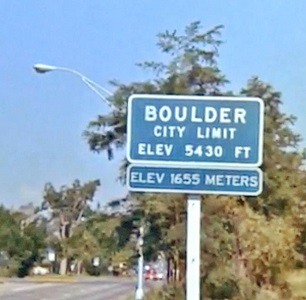 BOULDER
CITY LIMIT
ELEV 5430 FT
ELEV 1655 METERS